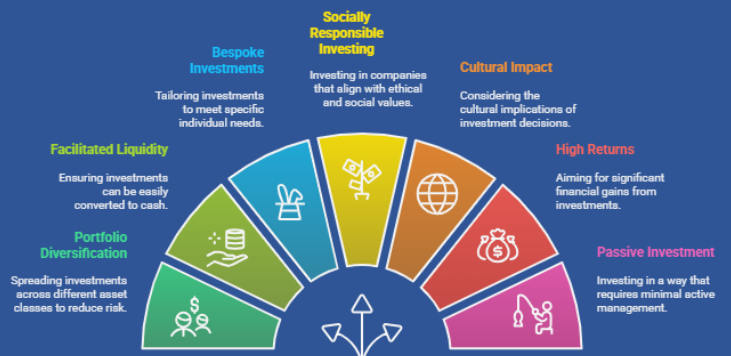 Socially
Responsible
Investing
Investing in companies
that align with ethical
and social values.
Bespoke
Investments
Tailoring investments
to meet specific
individual needs.
Cultural Impact
Considering the
cultural implications of
investment decisions.
Facilitated Liquidity
Ensuring investments
can be easily
converted to cash.
High Returns
Aiming for significant
financial gains from
investments.
Portfolio
Diversification
Spreading investments
across different asset
classes to reduce risk.
Passive Investment
Investing in a way that
requires minimal active
management.
$
$